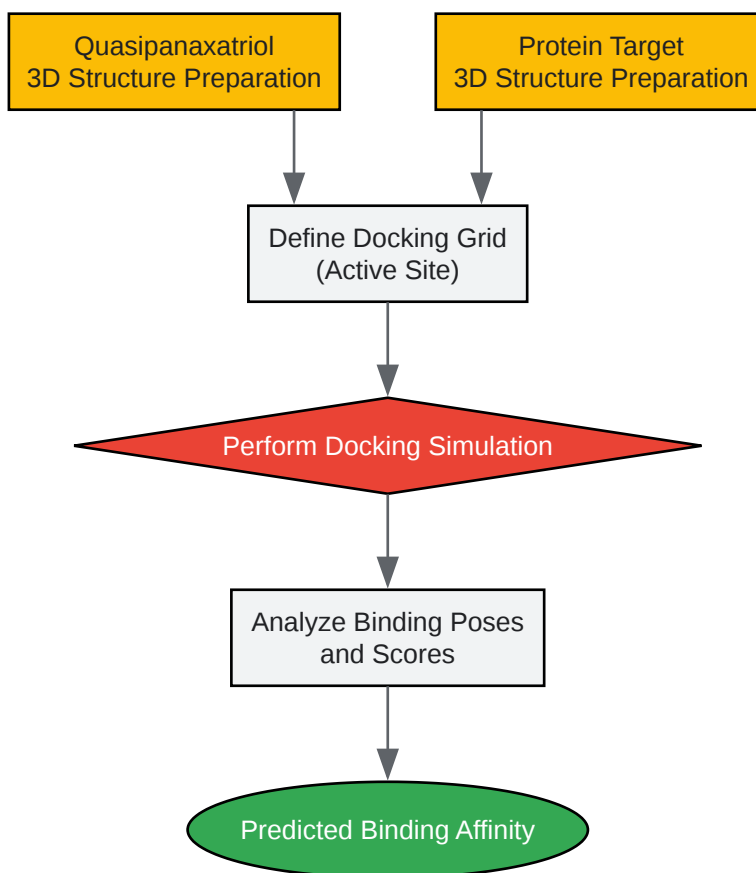 Quasipanaxatriol
3D Structure Preparation
Protein Target
3D Structure Preparation
Define Docking Grid
(Active Site)
Perform Docking Simulation
Analyze Binding Poses
and Scores
Predicted Binding Affinity